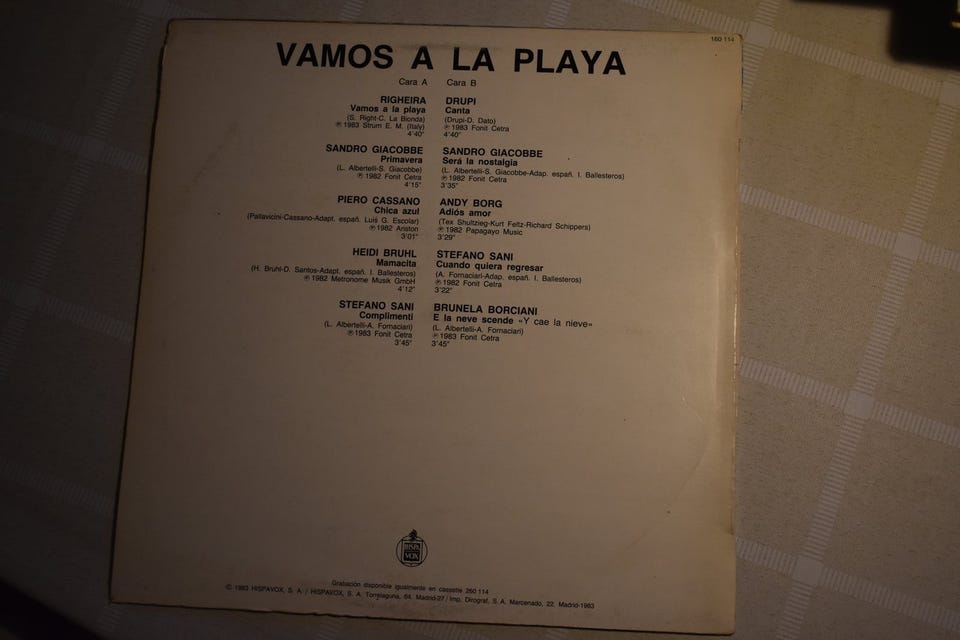 160 114
VAMOS A LA PLAYA
Cara A
RIGHEIRA
Vamos a la playa
(S. Right-C. La Bionda)
℗ 1983 Strum E. M. (Italy)
4'40"
SANDRO GIACOBBE
Primavera
(L. Albertelli-S. Giacobbe)
℗ 1982 Fonit Cetra
4'15"
PIERO CASSANO
Chica azul
(Pallavicini-Cassano-Adapt. españ. Luis G. Escolar)
℗ 1982 Ariston
3'01"
HEIDI BRUHL
Mamacita
(H. Bruhl-D. Santos-Adapt. españ. I. Ballesteros)
℗ 1982 Metronome Musik GmbH
4'12"
STEFANO SANI
Complimenti
(L. Albertelli-A. Fornaciari)
℗ 1983 Fonit Cetra
3'45"
Cara B
DRUPI
Canta
(Drupi-D. Dato)
℗ 1983 Fonit Cetra
4'40"
SANDRO GIACOBBE
Será la nostalgia
(L. Albertelli-S. Giacobbe-Adap. españ. I. Ballesteros)
℗ 1982 Fonit Cetra
3'35"
ANDY BORG
Adiós amor
(Tex Shultzieg-Kurt Feltz-Richard Schippera)
℗ 1982 Papagayo Music
3'29"
STEFANO SANI
Cuando quiera regresar
(A. Fornaciari-Adap. españ. I. Ballesteros)
℗ 1982 Fonit Cetra
3'22"
BRUNELA BORCIANI
E la neve scende «Y cae la nieve»
(L. Albertelli-A. Fornaciari)
℗ 1983 Fonit Cetra
3'45"
HISPA
VOX
Grabación disponible igualmente en cassette 260 114
© 1983 HISPAVOX, S. A. / HISPAVOX, S. A. Torrelaguna, 64. Madrid-27 / Imp. Dirograf, S. A. Marcenado, 22. Madrid-1983